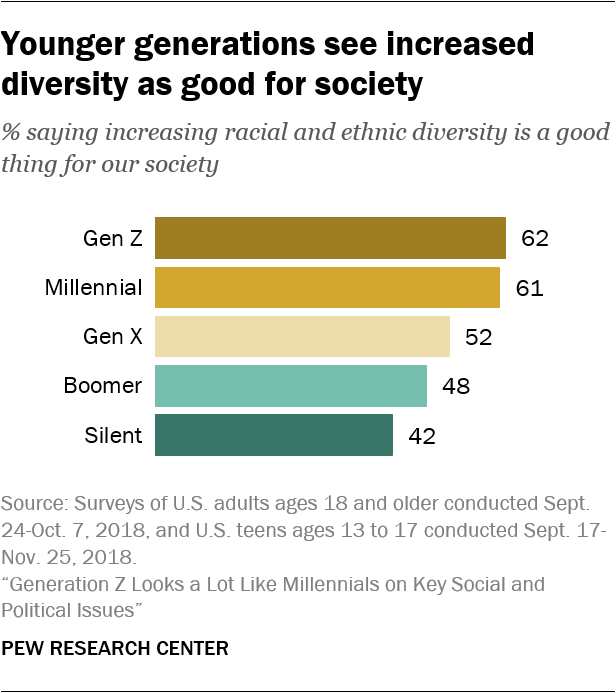 Younger generations see increased
diversity as good for society
% saying increasing racial and ethnic diversity is a good
thing for our society
Gen Z 62
Millennial 61
Gen X 52
Boomer 48
Silent 42
Source: Surveys of U.S. adults ages 18 and older conducted Sept.
24-Oct. 7, 2018, and U.S. teens ages 13 to 17 conducted Sept. 17-
Nov. 25, 2018.
“Generation Z Looks a Lot Like Millennials on Key Social and
Political Issues”
PEW RESEARCH CENTER